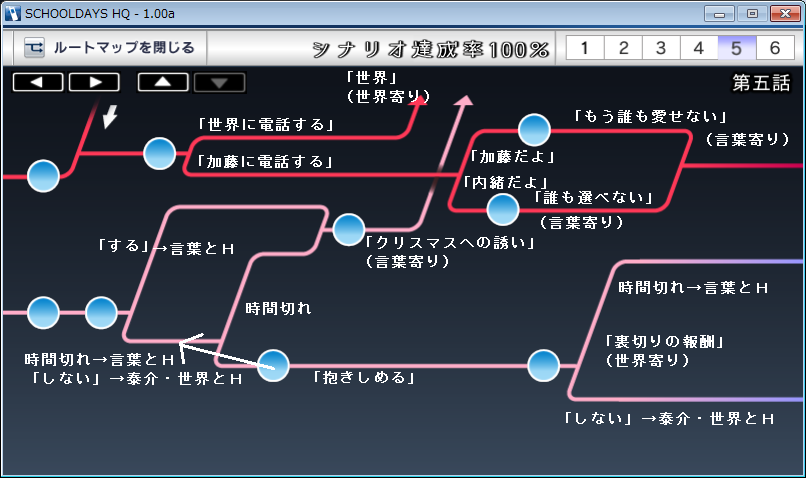 SCHOOLDAYS HQ - 1.00a
ルートマップを閉じる
シナリオ達成率100%
1 2 3 4 5 6
第五話
「世界」
(世界寄り)
「世界に電話する」
「加藤に電話する」
「もう誰も愛せない」
(言葉寄り)
「加藤だよ」
「内緒だよ」
「誰も選べない」
(言葉寄り)
「する」→言葉とH
「クリスマスへの誘い」
(言葉寄り)
時間切れ
時間切れ→言葉とH
「しない」→泰介・世界とH
「抱きしめる」
時間切れ→言葉とH
「裏切りの報酬」
(世界寄り)
「しない」→泰介・世界とH